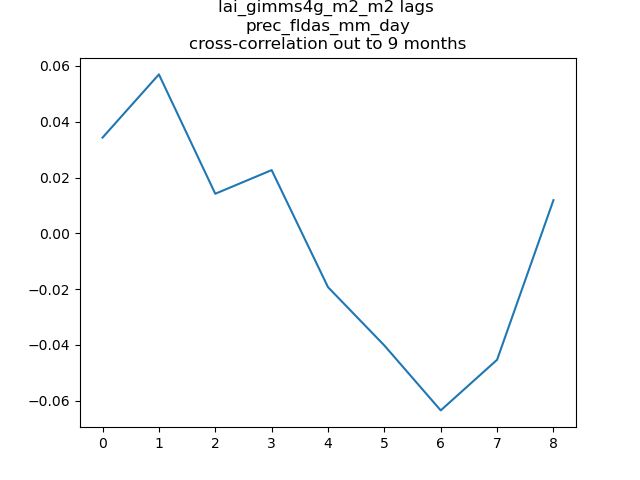 lai_gimms4g_m2_m2 lags
prec_fldas_mm_day
cross-correlation out to 9 months
0.06
0.04
0.02
0.00
−0.02
−0.04
−0.06
0 1 2 3 4 5 6 7 8